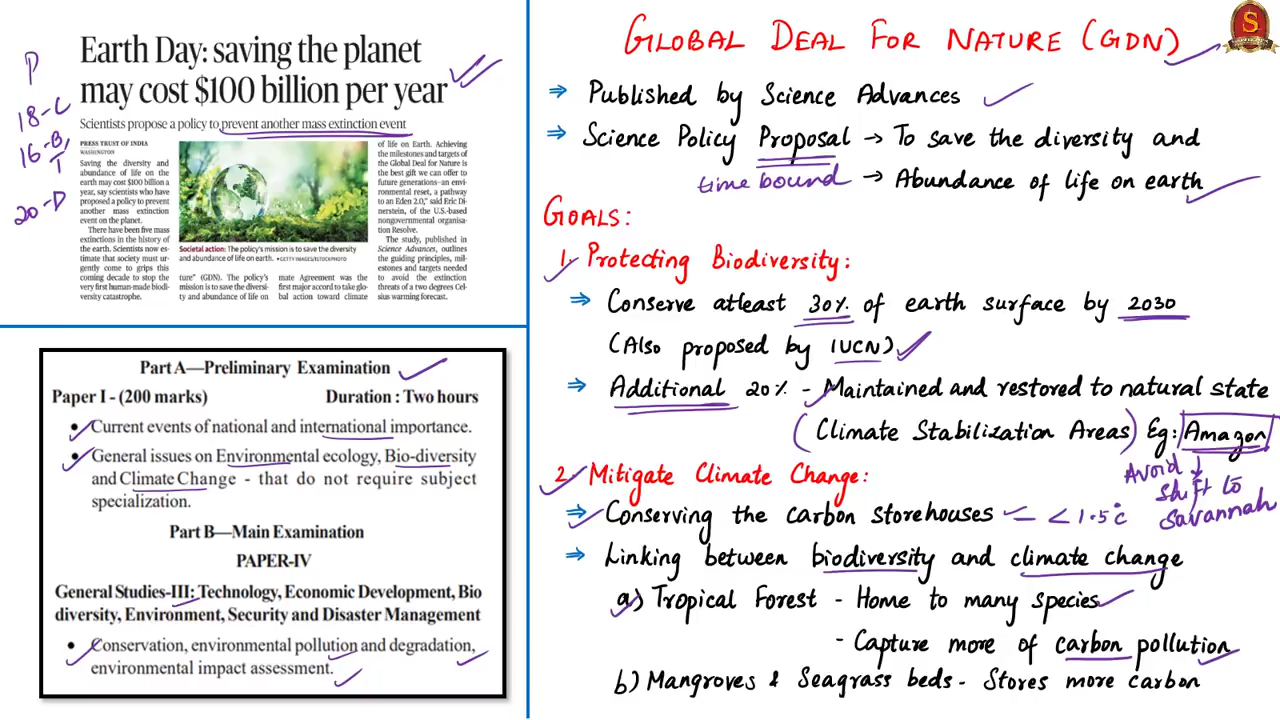 Earth Day: saving the planet
may cost $100 billion per year
Scientists propose a policy to prevent another mass extinction event
PRESS TRUST OF INDIA
WASHINGTON
Saving the diversity and
abundance of life on the
earth may cost $100 billion a
year, say scientists who have
proposed a policy to prevent
another mass extinction
event on the planet.
There have been five mass
extinctions in the history of
the earth. Scientists now es-
timate that society must ur-
gently come to grips this
coming decade to stop the
very first human-made biodi-
versity catastrophe.
Societal action: The policy's mission is to save the diversity
and abundance of life on earth. •GETTY IMAGES/ISTOCKPHOTO
ture" (GDN). The policy's
mission is to save the diversi-
ty and abundance of life on
mate Agreement was the
first major accord to take glo-
bal action toward climate
of life on Earth. Achieving
the milestones and targets of
the Global Deal for Nature is
the best gift we can offer to
future generations–an envi-
ronmental reset, a pathway
to an Eden 2.0," said Eric Di-
nerstein, of the U.S.-based
nongovernmental organisa-
tion Resolve.
The study, published in
Science Advances, outlines
the guiding principles, mil-
estones and targets needed
to avoid the extinction
threats of a two degrees Cel-
sius warming forecast.
P
18-C
16-B,
T
20-D
Part A—Preliminary Examination
Paper I - (200 marks) Duration : Two hours
• Current events of national and international importance.
• General issues on Environmental ecology, Bio-diversity
and Climate Change - that do not require subject
specialization.
Part B—Main Examination
PAPER-IV
General Studies-III: Technology, Economic Development, Bio
diversity, Environment, Security and Disaster Management
• Conservation, environmental pollution and degradation,
environmental impact assessment.
GLOBAL DEAL FOR NATURE (GDN)
⇒ Published by Science Advances
⇒ Science Policy Proposal → To save the diversity and
time bound → Abundance of life on earth
GOALS:
1. Protecting Biodiversity:
⇒ Conserve atleast 30% of earth surface by 2030
(Also proposed by IUCN)
⇒ Additional 20% - Maintained and restored to natural state
(Climate Stabilization Areas) Eg: Amazon
Avoid ↓
shift to
savannah
2. Mitigate Climate Change:
⇒ Conserving the carbon storehouses - <1.5°c
⇒ Linking between biodiversity and climate change
a) Tropical Forest - Home to many species
- Capture more of carbon pollution
b) Mangroves & Seagrass beds - Stores more carbon
S